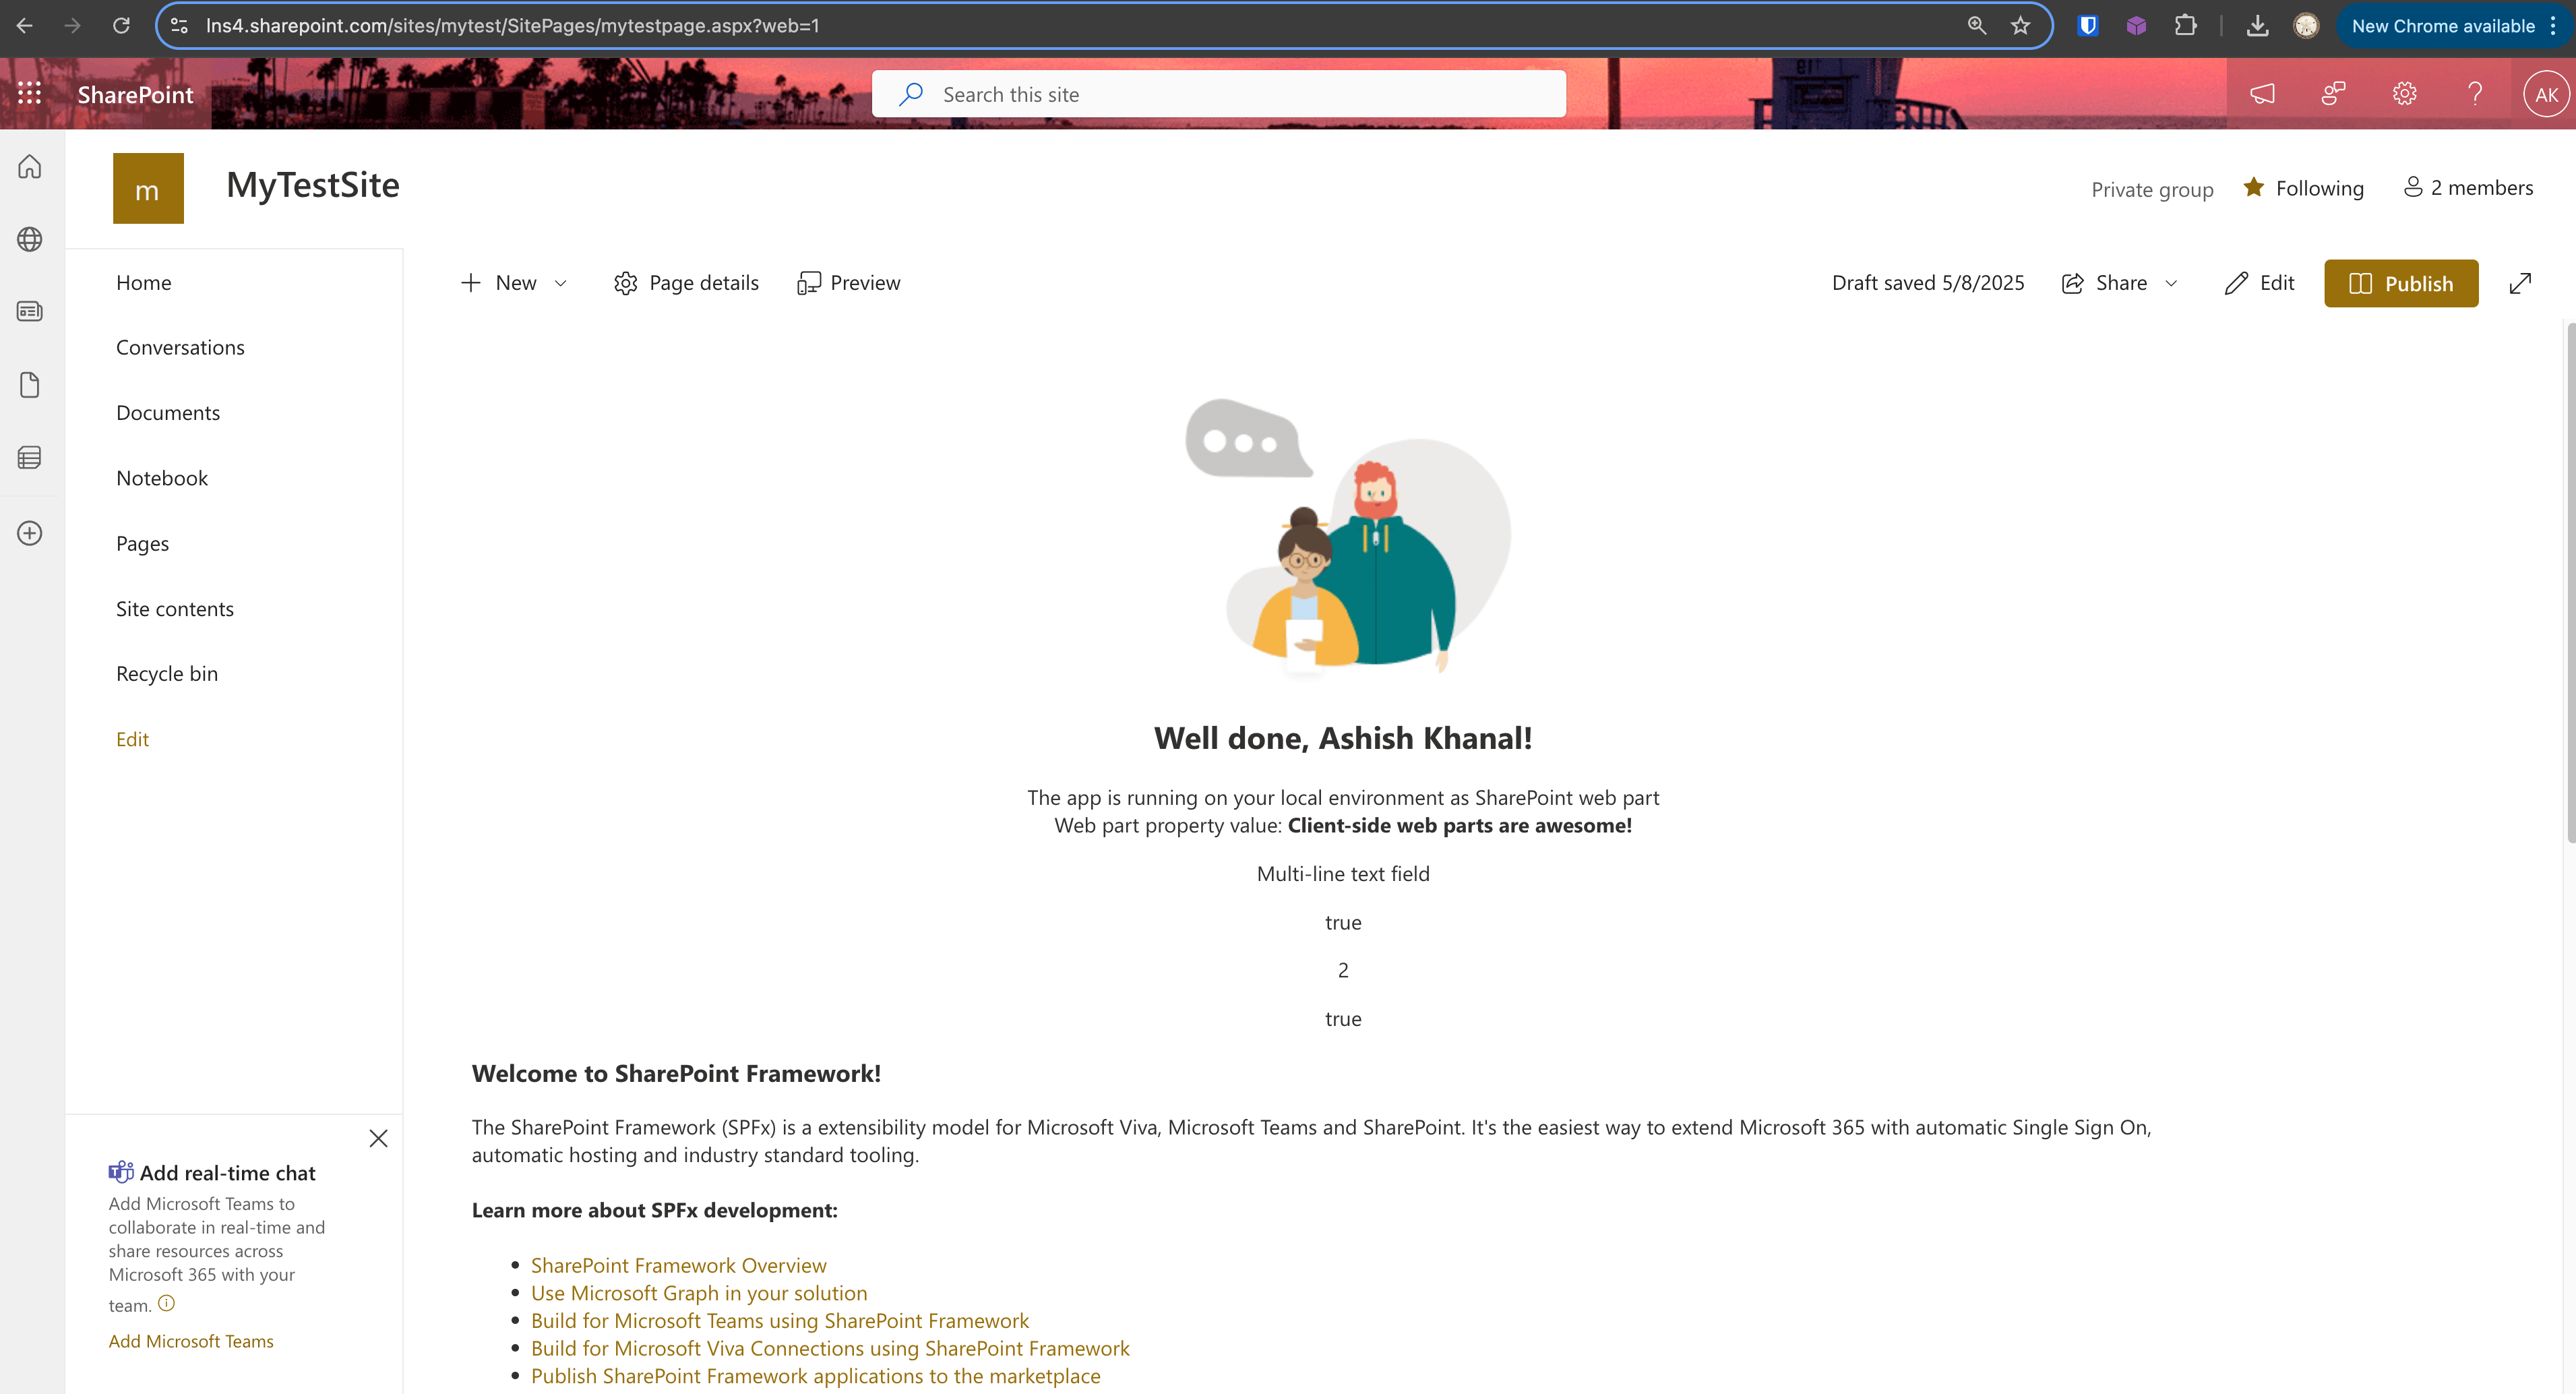 lns4.sharepoint.com/sites/mytest/SitePages/mytestpage.aspx?web=1
New Chrome available
SharePoint
Search this site
AK
m
MyTestSite
Private group
Following
2 members
Home
Conversations
Documents
Notebook
Pages
Site contents
Recycle bin
Edit
New
Page details
Preview
Draft saved 5/8/2025
Share
Edit
Publish
Well done, Ashish Khanal!
The app is running on your local environment as SharePoint web part
Web part property value: Client-side web parts are awesome!
Multi-line text field
true
2
true
Welcome to SharePoint Framework!
The SharePoint Framework (SPFx) is a extensibility model for Microsoft Viva, Microsoft Teams and SharePoint. It's the easiest way to extend Microsoft 365 with automatic Single Sign On,
automatic hosting and industry standard tooling.
Learn more about SPFx development:
SharePoint Framework Overview
Use Microsoft Graph in your solution
Build for Microsoft Teams using SharePoint Framework
Build for Microsoft Viva Connections using SharePoint Framework
Publish SharePoint Framework applications to the marketplace
Add real-time chat
Add Microsoft Teams to
collaborate in real-time and
share resources across
Microsoft 365 with your
team.
Add Microsoft Teams